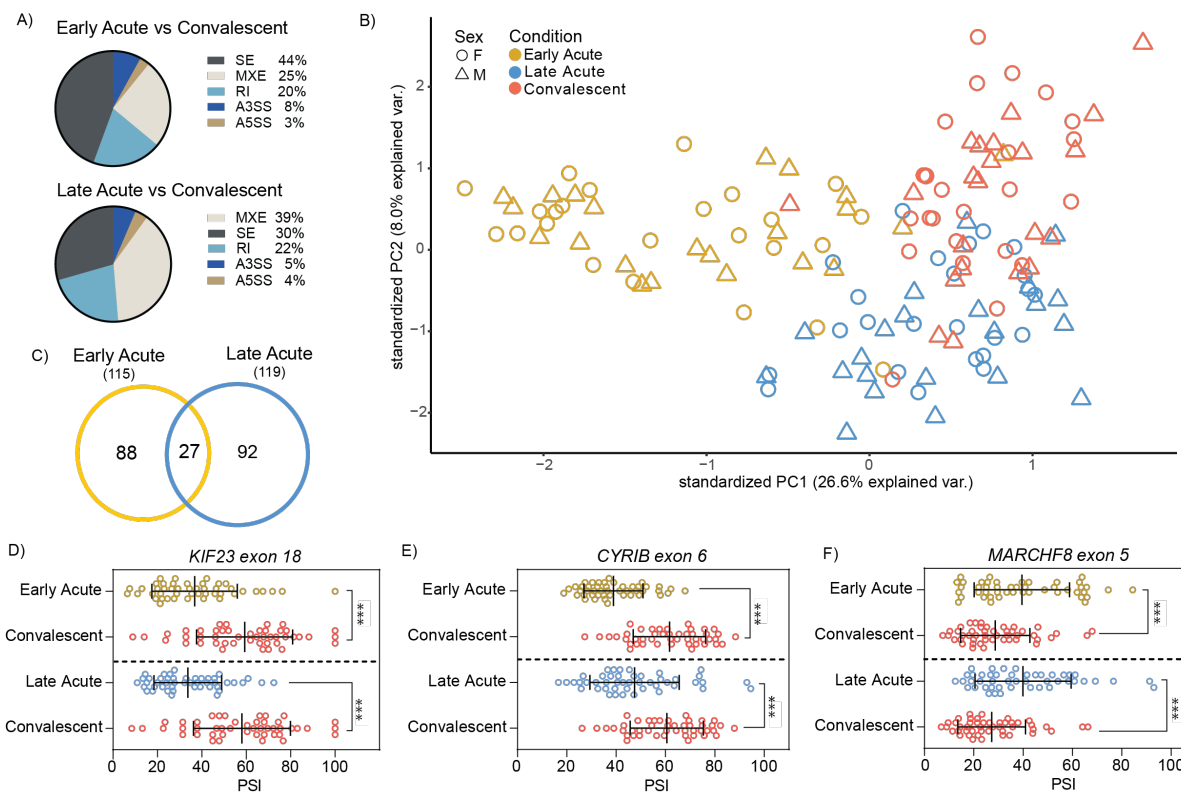 A)
Early Acute vs Convalescent
SE 44%
MXE 25%
RI 20%
A3SS 8%
A5SS 3%
Late Acute vs Convalescent
MXE 39%
SE 30%
RI 22%
A3SS 5%
A5SS 4%
B)
Sex
F
M
Condition
Early Acute
Late Acute
Convalescent
standardized PC2 (8.0% explained var.)
2
1
0
−1
−2
−2
−1
0
1
standardized PC1 (26.6% explained var.)
C)
Early Acute
(115)
Late Acute
(119)
88
27
92
D)
KIF23 exon 18
Early Acute
Convalescent
Late Acute
Convalescent
***
***
0 20 40 60 80 100
PSI
E)
CYRIB exon 6
Early Acute
Convalescent
Late Acute
Convalescent
***
***
0 20 40 60 80 100
PSI
F)
MARCHF8 exon 5
Early Acute
Convalescent
Late Acute
Convalescent
***
***
0 20 40 60 80 100
PSI